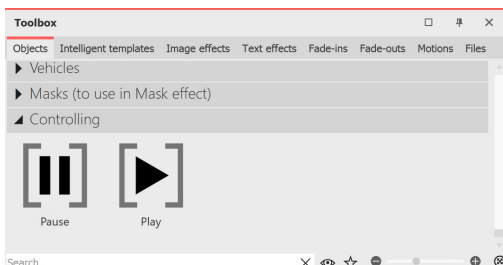 Toolbox
Objects Intelligent templates Image effects Text effects Fade-ins Fade-outs Motions Files
Vehicles
Masks (to use in Mask effect)
Controlling
Pause Play
Search